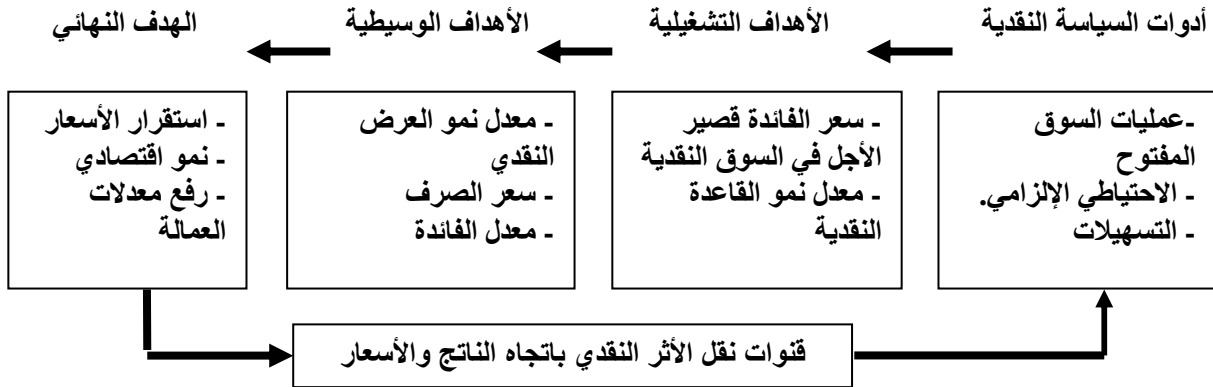 أدوات السياسة النقدية
الأهداف التشغيلية
الأهداف الوسيطية
الهدف النهائي
-عمليات السوق
المفتوح
- الاحتياطي الإلزامي.
- التسهيلات
- سعر الفائدة قصير
الأجل في السوق النقدية
- معدل نمو القاعدة
النقدية
- معدل نمو العرض
النقدي
- سعر الصرف
- معدل الفائدة
- استقرار الأسعار
- نمو اقتصادي
- رفع معدلات
العمالة
قنوات نقل الأثر النقدي باتجاه الناتج والأسعار